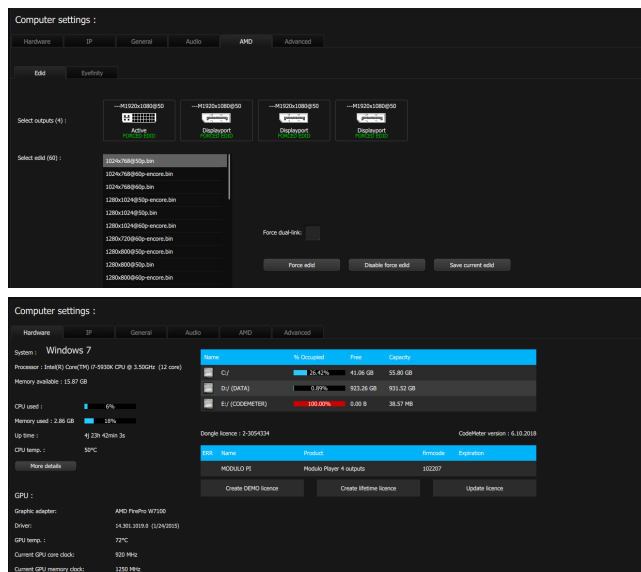 Computer settings :
Hardware IP General Audio AMD Advanced
Edid Eyefinity
---M1920x1080@50 ---M1920x1080@50 ---M1920x1080@50 ---M1920x1080@50
Select outputs (4) :
Active Displayport Displayport Displayport
FORCED EDID FORCED EDID FORCED EDID FORCED EDID
Select edid (60) :
1024x768@50p.bin
1024x768@60p-encore.bin
1024x768@60p.bin
1280x1024@50p-encore.bin
1280x1024@50p.bin
1280x1024@60p-encore.bin
1280x720@60p-encore.bin
1280x800@50p-encore.bin
1280x800@50p.bin
1280x800@60p-encore.bin
Force dual-link:
Force edid Disable force edid Save current edid
Computer settings :
Hardware IP General Audio AMD Advanced
System : Windows 7
Processor : Intel(R) Core(TM) i7-5930K CPU @ 3.50GHz (12 core)
Memory available : 15.87 GB
CPU used : 6%
Memory used : 2.86 GB 18%
Up time : 4j 23h 42min 3s
CPU temp. : 50°C
More details
GPU :
Graphic adapter: AMD FirePro W7100
Driver: 14.301.1019.0 (1/24/2015)
GPU temp. : 72°C
Current GPU core clock: 920 MHz
Current GPU memory clock: 1250 MHz
Name % Occupied Free Capacity
C:/ 26.42% 41.06 GB 55.80 GB
D:/ (DATA) 0.89% 923.26 GB 931.52 GB
E:/ (CODEMETER) 100.00% 0.00 B 38.57 MB
Dongle licence : 2-3054334 CodeMeter version : 6.10.2018
ERR Name Product firmcode Expiration
MODULO PI Modulo Player 4 outputs 102207
Create DEMO licence Create lifetime licence Update licence